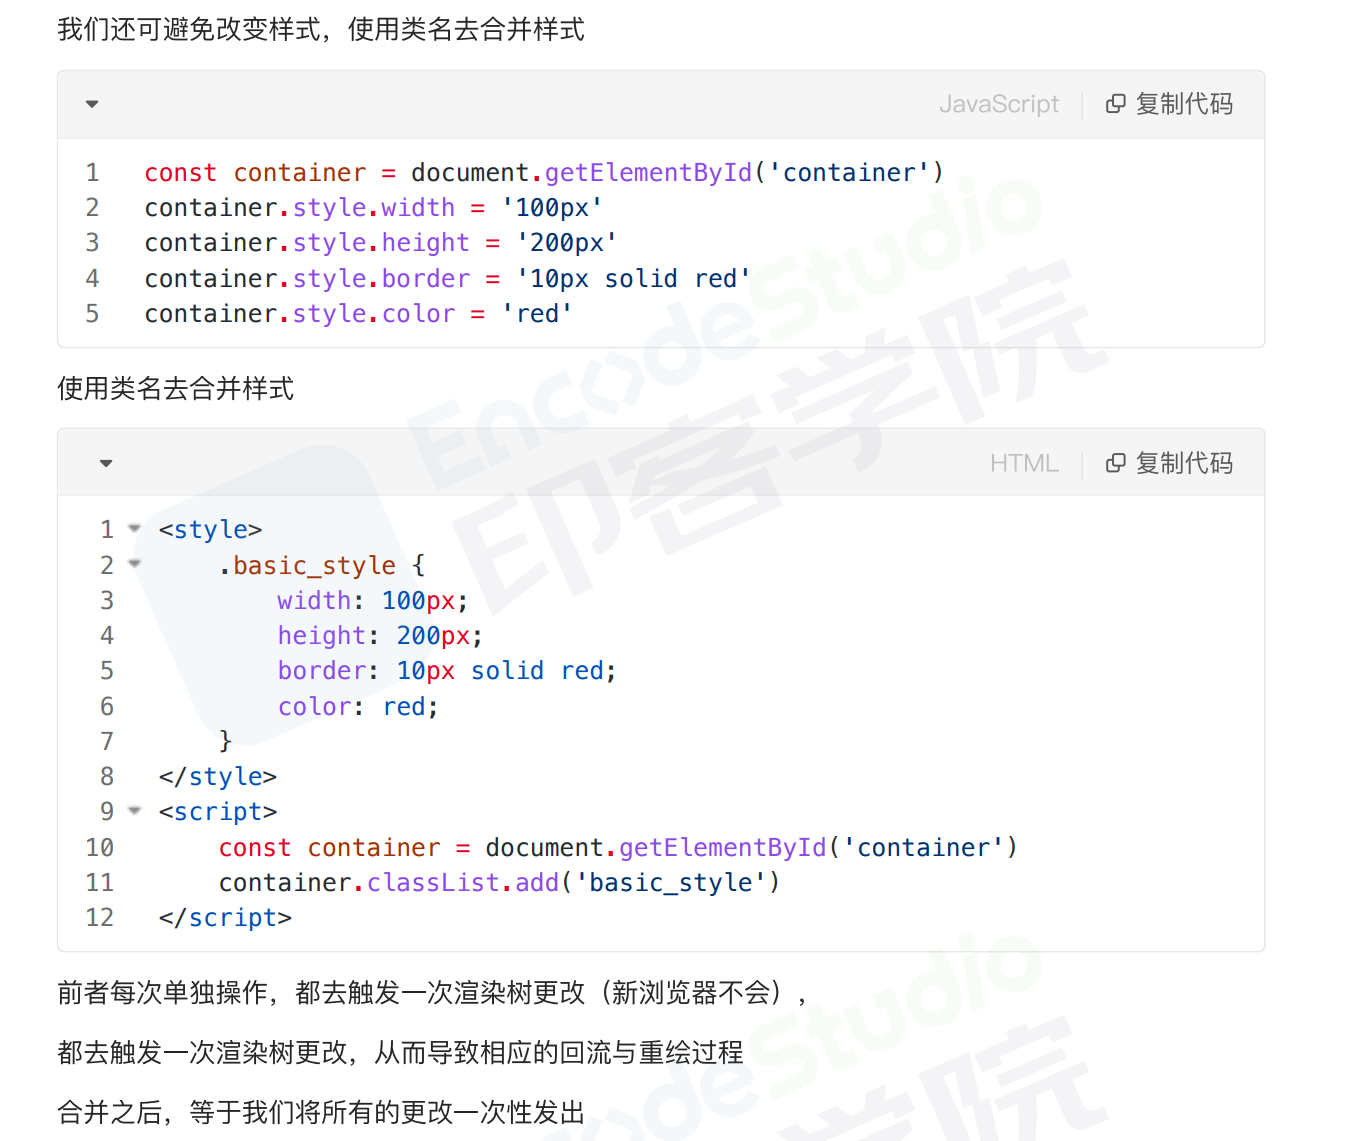 我们还可避免改变样式，使用类名去合并样式
JavaScript 复制代码
1 const container = document.getElementById('container')
2 container.style.width = '100px'
3 container.style.height = '200px'
4 container.style.border = '10px solid red'
5 container.style.color = 'red'
使用类名去合并样式
HTML 复制代码
1 <style>
2 .basic_style {
3 width: 100px;
4 height: 200px;
5 border: 10px solid red;
6 color: red;
7 }
8 </style>
9 <script>
10 const container = document.getElementById('container')
11 container.classList.add('basic_style')
12 </script>
前者每次单独操作，都去触发一次渲染树更改（新浏览器不会），
都去触发一次渲染树更改，从而导致相应的回流与重绘过程
合并之后，等于我们将所有的更改一次性发出
EncodeStudio
印客学院
deStudio
学院